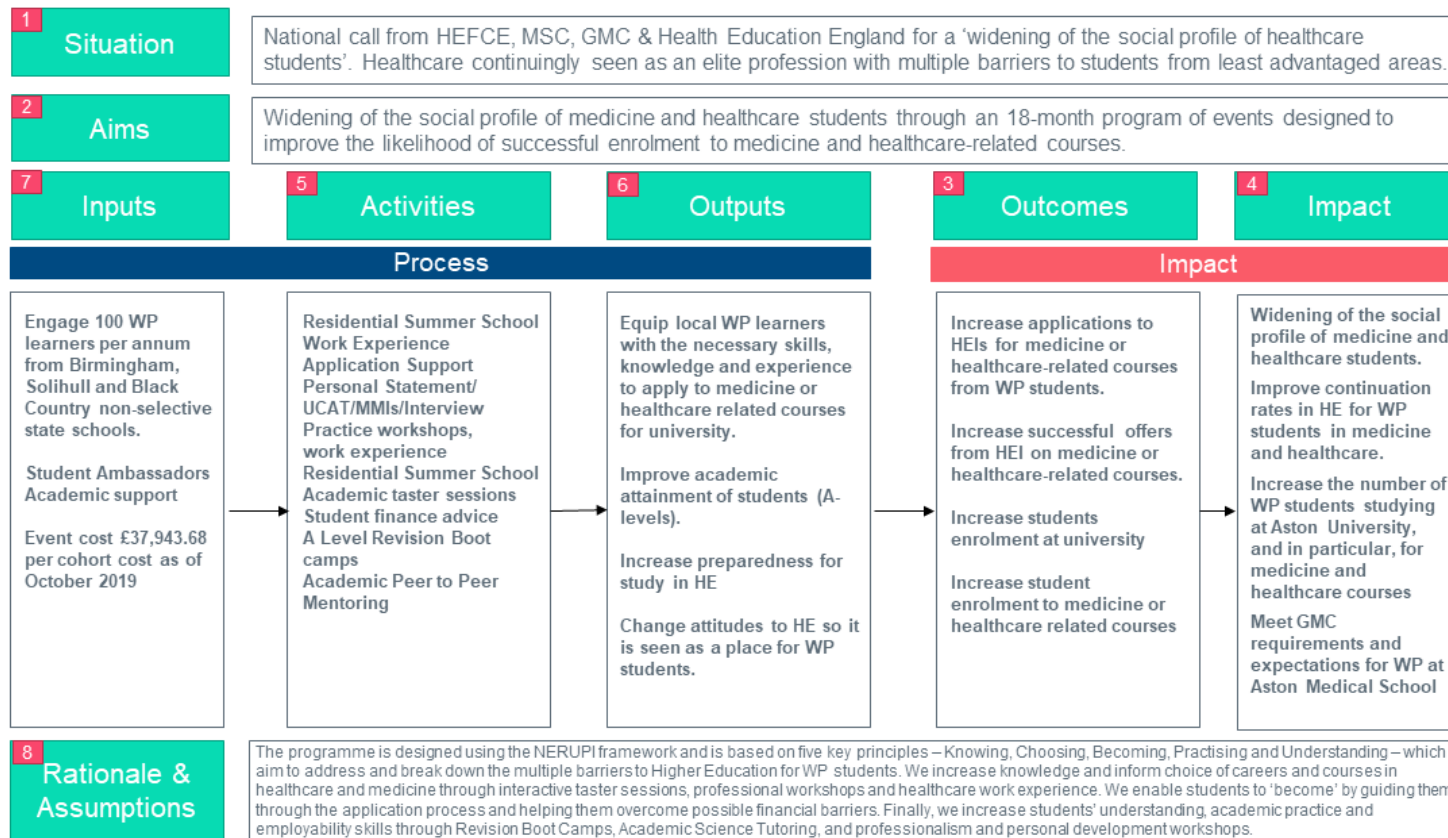 1
Situation
National call from HEFCE, MSC, GMC & Health Education England for a ‘widening of the social profile of healthcare
students’. Healthcare continuingly seen as an elite profession with multiple barriers to students from least advantaged areas.
2
Aims
Widening of the social profile of medicine and healthcare students through an 18-month program of events designed to
improve the likelihood of successful enrolment to medicine and healthcare-related courses.
7
Inputs
5
Activities
6
Outputs
3
Outcomes
4
Impact
Process
Impact
Engage 100 WP
learners per annum
from Birmingham,
Solihull and Black
Country non-selective
state schools.
Student Ambassadors
Academic support
Event cost £37,943.68
per cohort cost as of
October 2019
Residential Summer School
Work Experience
Application Support
Personal Statement/
UCAT/MMIs/Interview
Practice workshops,
work experience
Residential Summer School
Academic taster sessions
Student finance advice
A Level Revision Boot
camps
Academic Peer to Peer
Mentoring
Equip local WP learners
with the necessary skills,
knowledge and experience
to apply to medicine or
healthcare related courses
for university.
Improve academic
attainment of students (A-
levels).
Increase preparedness for
study in HE
Change attitudes to HE so it
is seen as a place for WP
students.
Increase applications to
HEIs for medicine or
healthcare-related courses
from WP students.
Increase successful offers
from HEI on medicine or
healthcare-related courses.
Increase students
enrolment at university
Increase student
enrolment to medicine or
healthcare related courses
Widening of the social
profile of medicine and
healthcare students.
Improve continuation
rates in HE for WP
students in medicine
and healthcare.
Increase the number of
WP students studying
at Aston University,
and in particular, for
medicine and
healthcare courses
Meet GMC
requirements and
expectations for WP at
Aston Medical School
8
Rationale &
Assumptions
The programme is designed using the NERUPI framework and is based on five key principles – Knowing, Choosing, Becoming, Practising and Understanding – which
aim to address and break down the multiple barriers to Higher Education for WP students. We increase knowledge and inform choice of careers and courses in
healthcare and medicine through interactive taster sessions, professional workshops and healthcare work experience. We enable students to ‘become’ by guiding them
through the application process and helping them overcome possible financial barriers. Finally, we increase students’ understanding, academic practice and
employability skills through Revision Boot Camps, Academic Science Tutoring, and professionalism and personal development workshops.